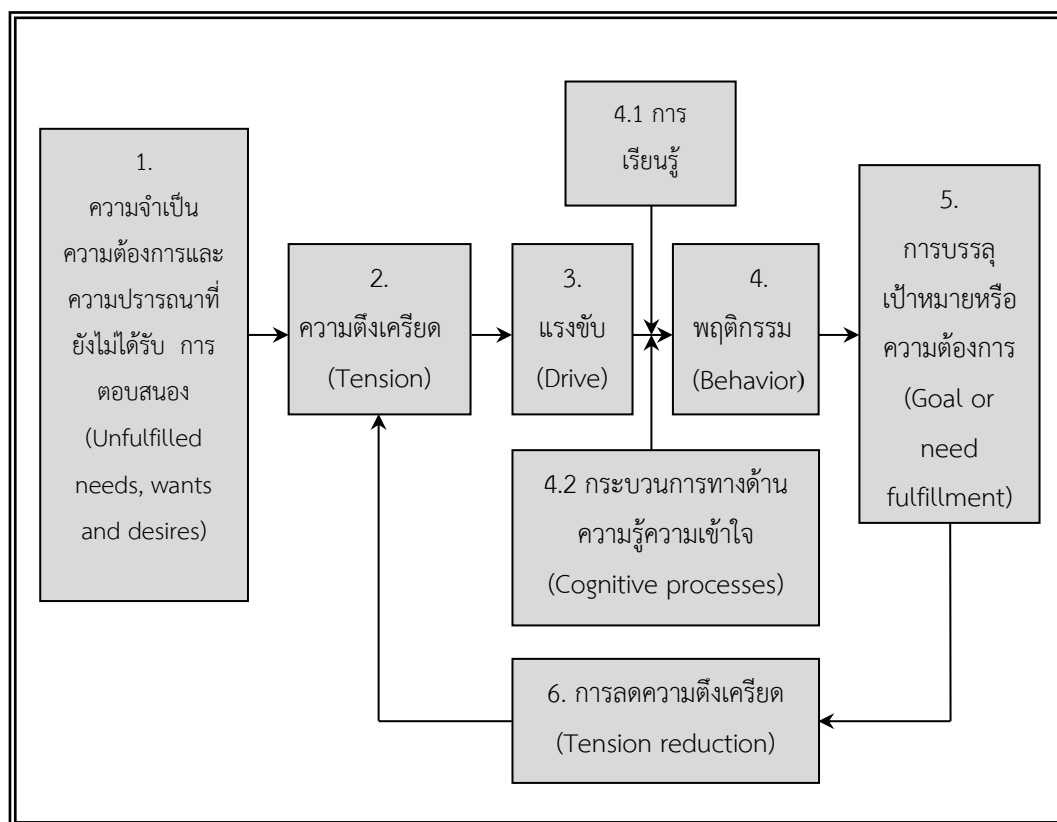 1.
ความจำเป็น
ความต้องการและ
ความปรารถนาที่
ยังไม่ได้รับ การ
ตอบสนอง
(Unfulfilled
needs, wants
and desires)
2.
ความตึงเครียด
(Tension)
3.
แรงขับ
(Drive)
4.1 การ
เรียนรู้
4.
พฤติกรรม
(Behavior)
4.2 กระบวนการทางด้าน
ความรู้ความเข้าใจ
(Cognitive processes)
5.
การบรรลุ
เป้าหมายหรือ
ความต้องการ
(Goal or
need
fulfillment)
6. การลดความตึงเครียด
(Tension reduction)